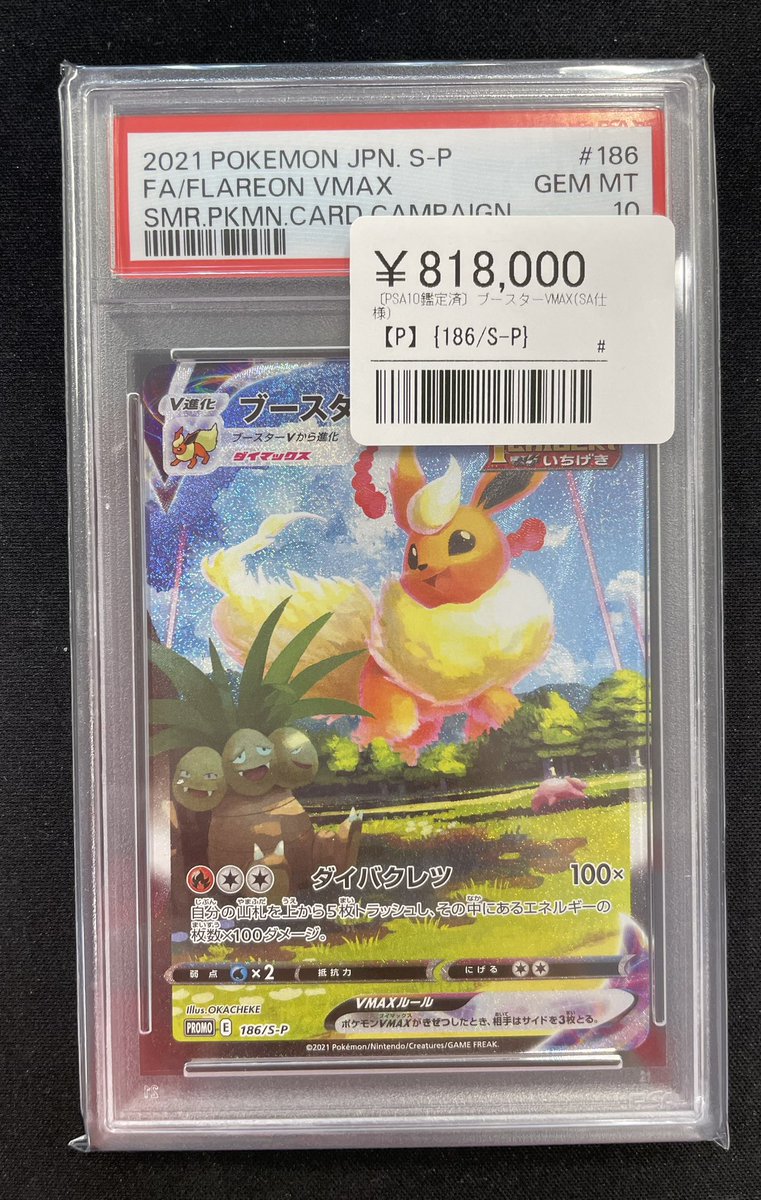 2021 POKEMON JPN. S-P #186
FA/FLAREON VMAX GEM MT
SMR.PKMN.CARD CAMPAIGN 10
¥818,000
〔PSA10鑑定済〕ブースターVMAX(SA仕
様)
【P】{186/S-P}
#
V進化
ブースタ
ブースターVから進化
ダイマックス
いちげき
ダイバクレツ 100×
自分の山札を上から5枚トラッシュし、その中にあるエネルギーの
枚数×100ダメージ。
弱点 ×2 抵抗力 にげる
Illus. OKACHEKE
VMAXルール
PROMO E 186/S-P
ポケモンVMAXがきぜつしたとき、相手はサイドを3枚とる。
©2021 Pokémon/Nintendo/Creatures/GAME FREAK.